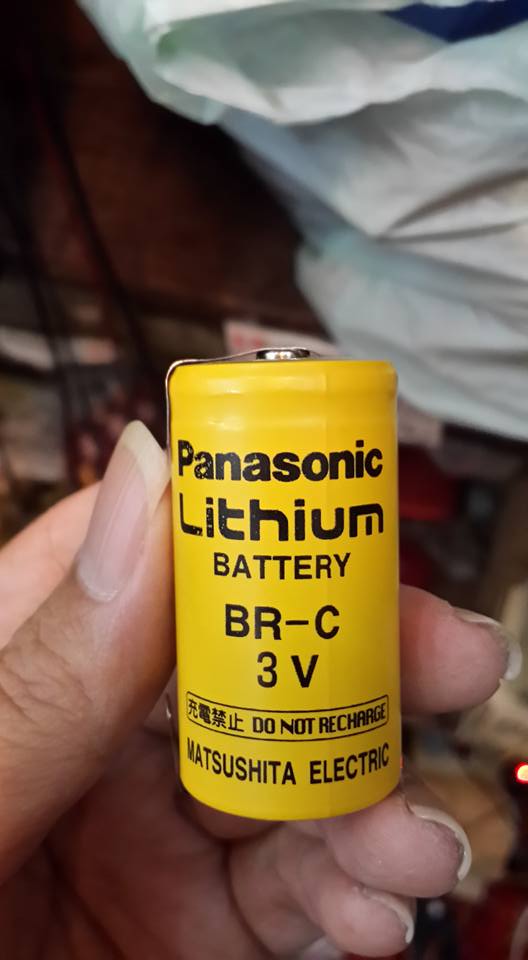 Panasonic
Lithium
BATTERY
BR-C
3V
充電禁止 DO NOT RECHARGE
MATSUSHITA ELECTRIC